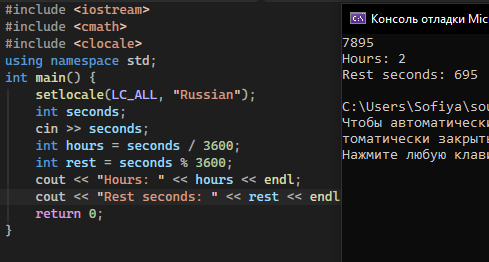 #include <iostream>
#include <cmath>
#include <clocale>
using namespace std;
int main() {
    setlocale(LC_ALL, "Russian");
    int seconds;
    cin >> seconds;
    int hours = seconds / 3600;
    int rest = seconds % 3600;
    cout << "Hours: " << hours << endl;
    cout << "Rest seconds: " << rest << endl
    return 0;
}
Консоль отладки Mic
7895
Hours: 2
Rest seconds: 695
C:\Users\Sofiya\sou
Чтобы автоматическ
томатически закрыть
Нажмите любую клави